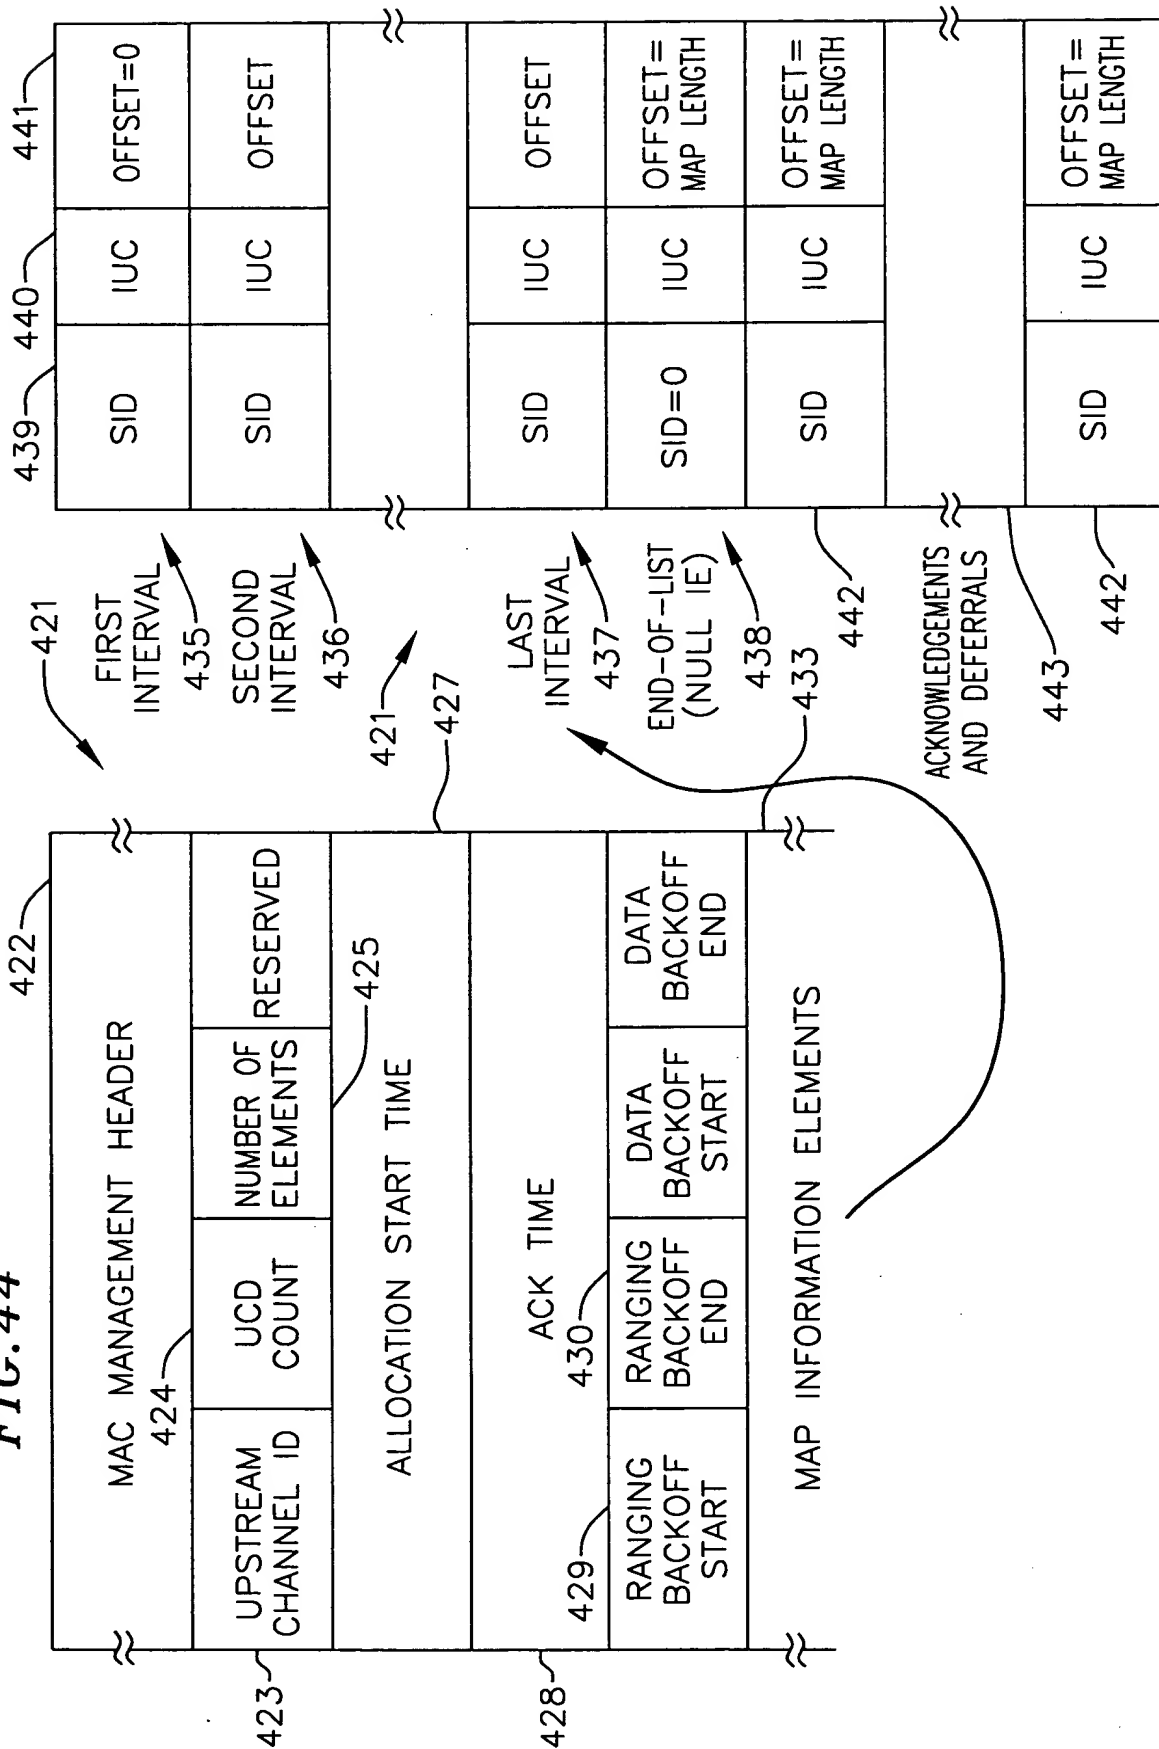 FIG. 44
422
MAC MANAGEMENT HEADER
424
423
UPSTREAM
CHANNEL ID
UCD
COUNT
NUMBER OF
ELEMENTS
RESERVED
425
ALLOCATION START TIME
427
428
ACK TIME
429
430
RANGING
BACKOFF
START
RANGING
BACKOFF
END
DATA
BACKOFF
START
DATA
BACKOFF
END
433
MAP INFORMATION ELEMENTS
421
439
440
441
FIRST
INTERVAL
435
SID
IUC
OFFSET=0
SECOND
INTERVAL
436
SID
IUC
OFFSET
421
LAST
INTERVAL
437
SID
IUC
OFFSET
END-OF-LIST
(NULL IE)
438
SID=0
IUC
OFFSET=
MAP LENGTH
442
SID
IUC
OFFSET=
MAP LENGTH
ACKNOWLEDGEMENTS
AND DEFERRALS
443
442
SID
IUC
OFFSET=
MAP LENGTH